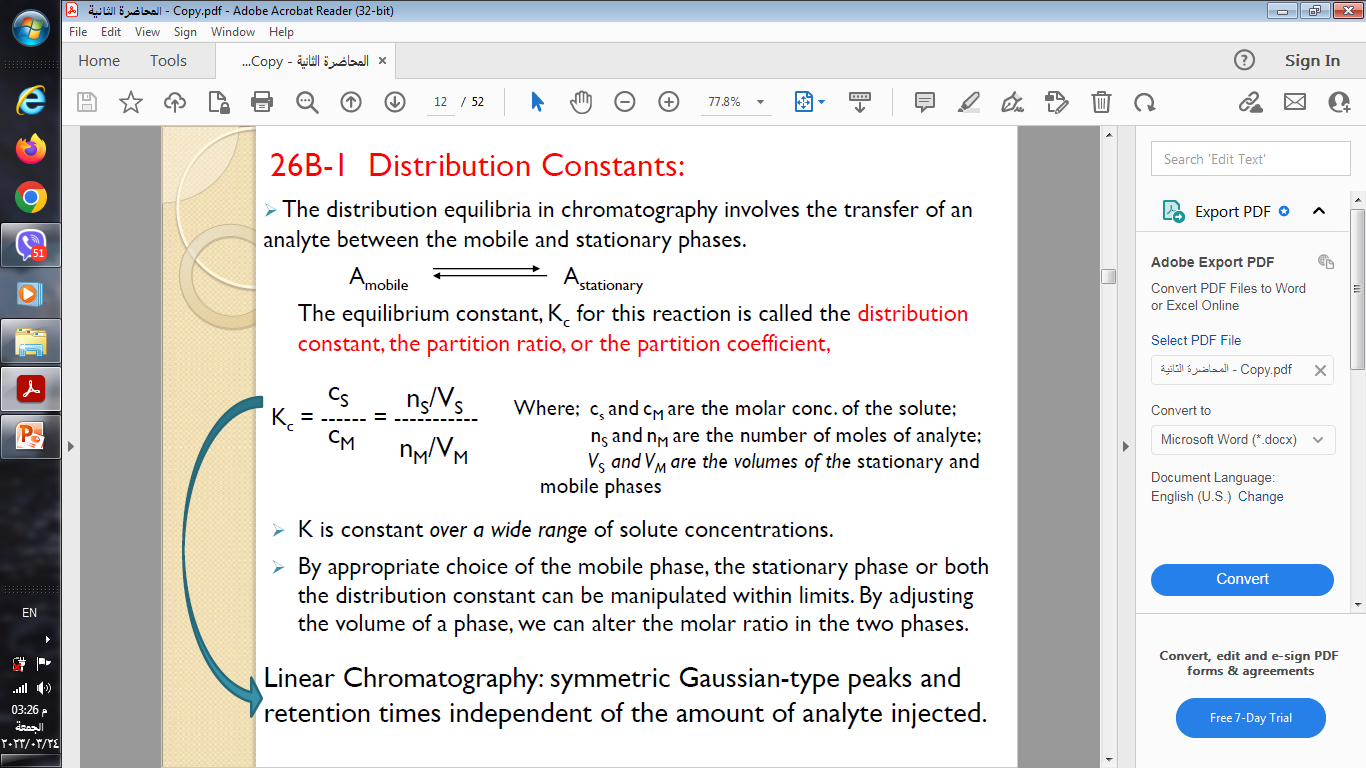 المحاضرة الثانية - Copy.pdf - Adobe Acrobat Reader (32-bit)
File Edit View Sign Window Help
Home Tools المحاضرة الثانية - Copy... × Sign In
12 / 52 77.8%
26B-1 Distribution Constants:
The distribution equilibria in chromatography involves the transfer of an
analyte between the mobile and stationary phases.
Amobile Astationary
The equilibrium constant, Kc for this reaction is called the distribution
constant, the partition ratio, or the partition coefficient,
cS nS/VS
Kc = ------ = -----------
cM nM/VM
Where; cs and cM are the molar conc. of the solute;
nS and nM are the number of moles of analyte;
VS and VM are the volumes of the stationary and
mobile phases
K is constant over a wide range of solute concentrations.
By appropriate choice of the mobile phase, the stationary phase or both
the distribution constant can be manipulated within limits. By adjusting
the volume of a phase, we can alter the molar ratio in the two phases.
Linear Chromatography: symmetric Gaussian-type peaks and
retention times independent of the amount of analyte injected.
Search 'Edit Text'
Export PDF
Adobe Export PDF
Convert PDF Files to Word
or Excel Online
Select PDF File
المحاضرة الثانية - Copy.pdf
Convert to
Microsoft Word (*.docx)
Document Language:
English (U.S.) Change
Convert
Convert, edit and e-sign PDF
forms & agreements
Free 7-Day Trial
51
EN
03:26 م
الجمعة
٢٠٢٣/٠٣/٢٤